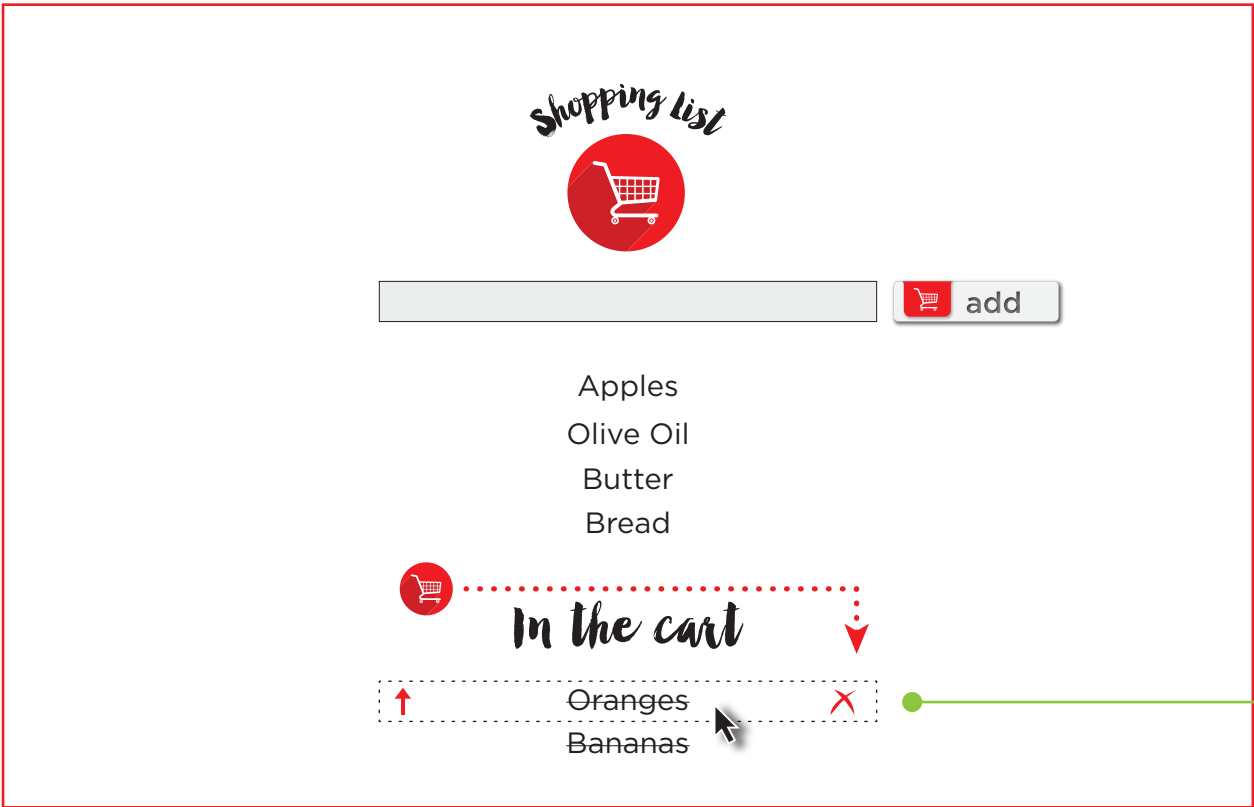 Shopping List
add
Apples
Olive Oil
Butter
Bread
In the cart
Oranges
Bananas